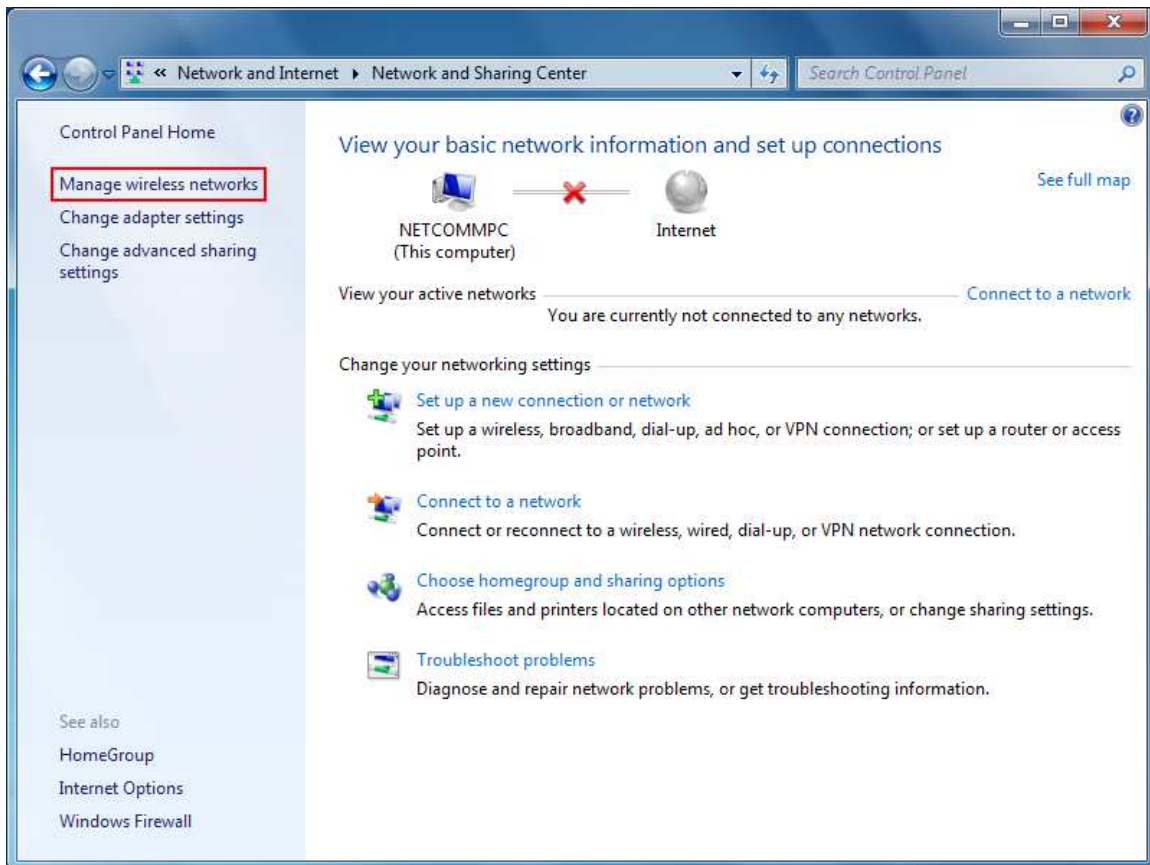 « Network and Internet ▸ Network and Sharing Center
Search Control Panel
Control Panel Home
Manage wireless networks
Change adapter settings
Change advanced sharing
settings
See also
HomeGroup
Internet Options
Windows Firewall
View your basic network information and set up connections
See full map
NETCOMMPC
(This computer)
Internet
View your active networks
Connect to a network
You are currently not connected to any networks.
Change your networking settings
Set up a new connection or network
Set up a wireless, broadband, dial-up, ad hoc, or VPN connection; or set up a router or access
point.
Connect to a network
Connect or reconnect to a wireless, wired, dial-up, or VPN network connection.
Choose homegroup and sharing options
Access files and printers located on other network computers, or change sharing settings.
Troubleshoot problems
Diagnose and repair network problems, or get troubleshooting information.